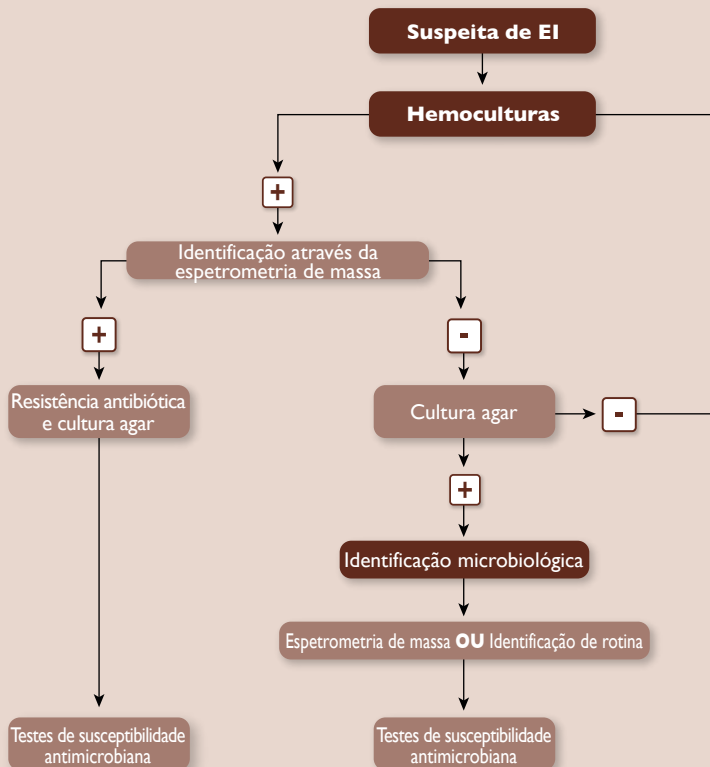 Suspeita de EI
Hemoculturas
+
Identificação através da
espetrometria de massa
+
-
Resistência antibiótica
e cultura agar
Cultura agar
-
+
Identificação microbiológica
Espetrometria de massa OU Identificação de rotina
Testes de susceptibilidade
antimicrobiana
Testes de susceptibilidade
antimicrobiana